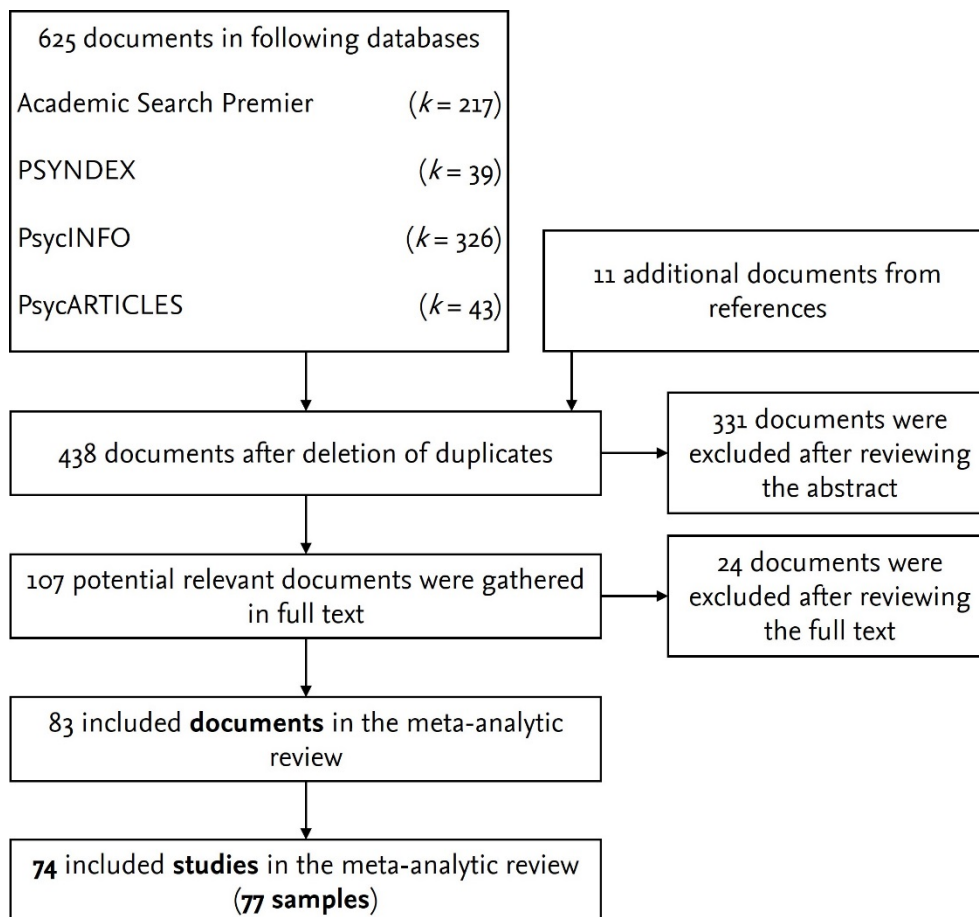 625 documents in following databases
Academic Search Premier (k = 217)
PSYNDEX (k = 39)
PsycINFO (k = 326)
PsycARTICLES (k = 43)
11 additional documents from
references
438 documents after deletion of duplicates
331 documents were
excluded after reviewing
the abstract
107 potential relevant documents were gathered
in full text
24 documents were
excluded after reviewing
the full text
83 included documents in the meta-analytic
review
74 included studies in the meta-analytic review
(77 samples)